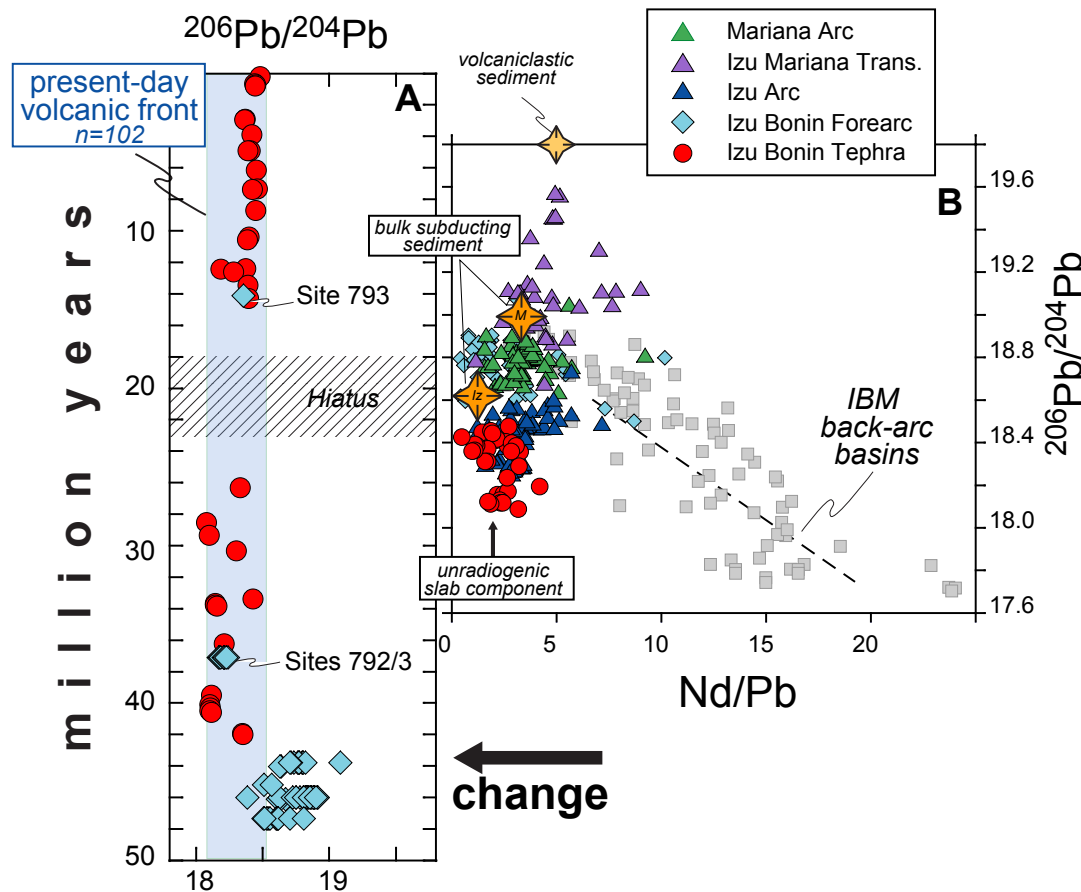 206Pb/204Pb
A
present-day
volcanic front
n=102
million years
10
20
30
40
50
18
19
Site 793
Hiatus
Sites 792/3
change
volcaniclastic
sediment
Mariana Arc
Izu Mariana Trans.
Izu Arc
Izu Bonin Forearc
Izu Bonin Tephra
B
bulk subducting
sediment
M
Iz
IBM
back-arc
basins
unradiogenic
slab component
19.6
19.2
18.8
18.4
18.0
17.6
206Pb/204Pb
0
5
10
15
20
Nd/Pb